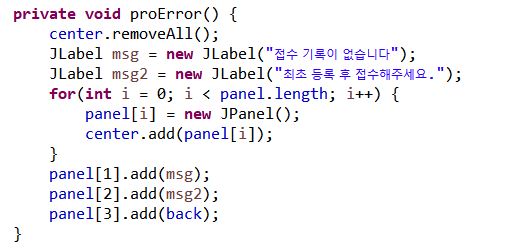 private void proError() {
    center.removeAll();
    JLabel msg = new JLabel("접수 기록이 없습니다");
    JLabel msg2 = new JLabel("최초 등록 후 접수해주세요.");
    for(int i = 0; i < panel.length; i++) {
        panel[i] = new JPanel();
        center.add(panel[i]);
    }
    panel[1].add(msg);
    panel[2].add(msg2);
    panel[3].add(back);
}